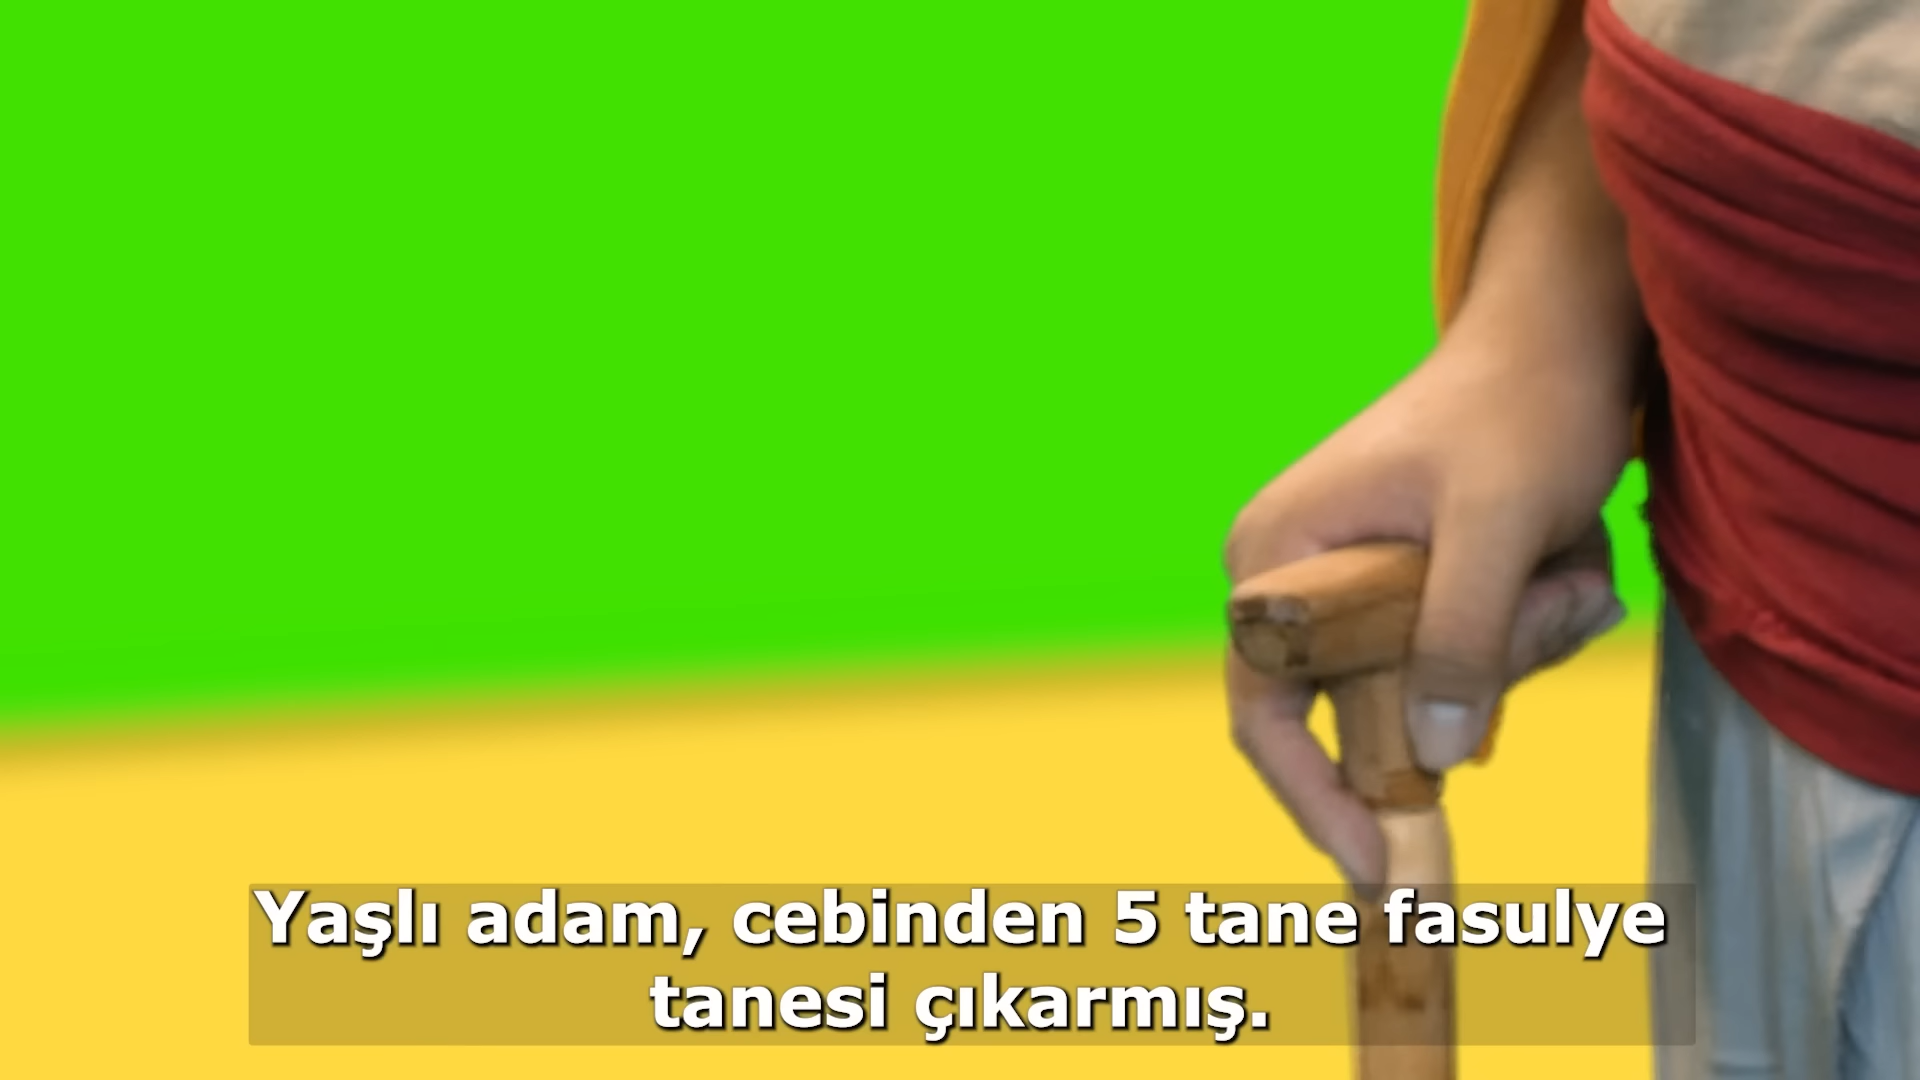 Yaşlı adam, cebinden 5 tane fasulye
tanesi çıkarmış.